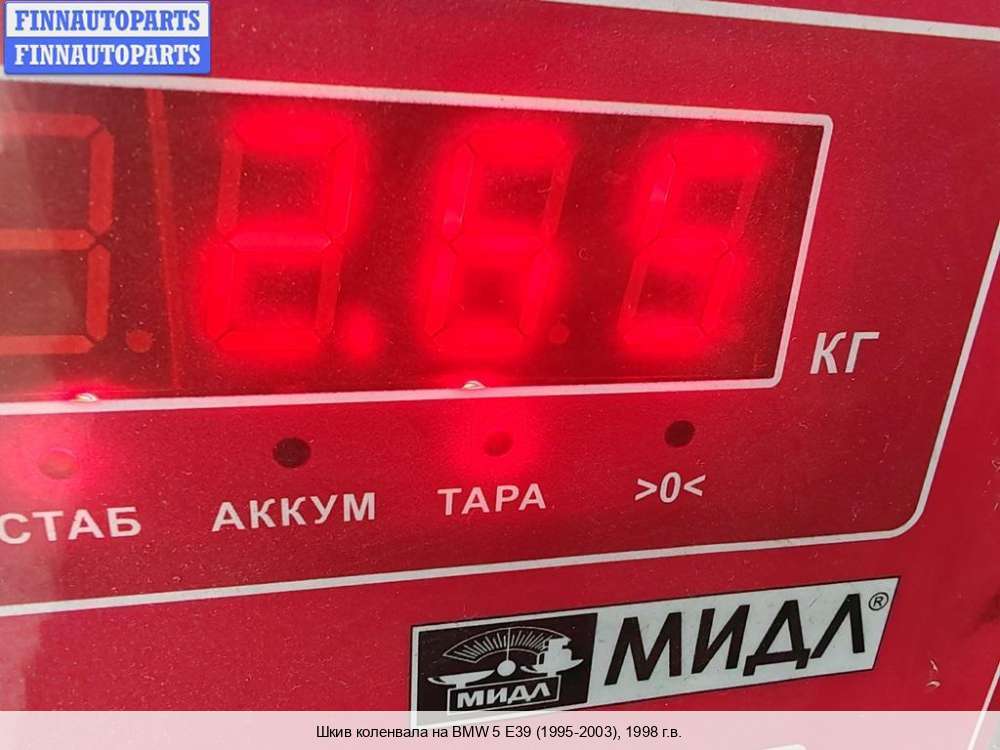 FINNAUTOPARTS
FINNAUTOPARTS
2.65
КГ
СТАБ АККУМ ТАРА >0<
МИДЛ МИДЛ®
Шкив коленвала на BMW 5 E39 (1995-2003), 1998 г.в.